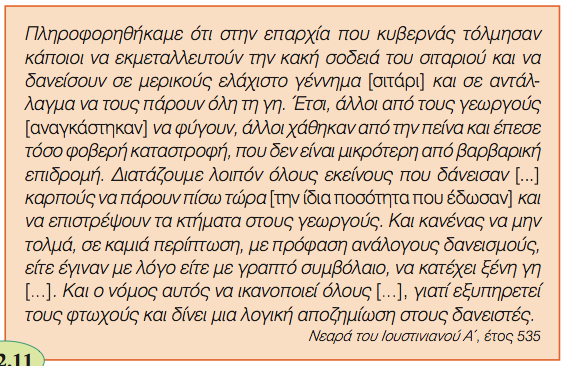 Πληροφορηθήκαμε ότι στην επαρχία που κυβερνάς τόλμησαν
κάποιοι να εκμεταλλευτούν την κακή σοδειά του σιταριού και να
δανείσουν σε μερικούς ελάχιστο γέννημα [σιτάρι] και σε αντάλ-
λαγμα να τους πάρουν όλη τη γη. Έτσι, άλλοι από τους γεωργούς
[αναγκάστηκαν] να φύγουν, άλλοι χάθηκαν από την πείνα και έπεσε
τόσο φοβερή καταστροφή, που δεν είναι μικρότερη από βαρβαρική
επιδρομή. Διατάζουμε λοιπόν όλους εκείνους που δάνεισαν [...]
καρπούς να πάρουν πίσω τώρα [την ίδια ποσότητα που έδωσαν] και
να επιστρέψουν τα κτήματα στους γεωργούς. Και κανένας να μην
τολμά, σε καμιά περίπτωση, με πρόφαση ανάλογους δανεισμούς,
είτε έγιναν με λόγο είτε με γραπτό συμβόλαιο, να κατέχει ξένη γη
[...]. Και ο νόμος αυτός να ικανοποιεί όλους [...], γιατί εξυπηρετεί
τους φτωχούς και δίνει μια λογική αποζημίωση στους δανειστές.
Νεαρά του Ιουστινιανού Α΄, έτος 535
2.11